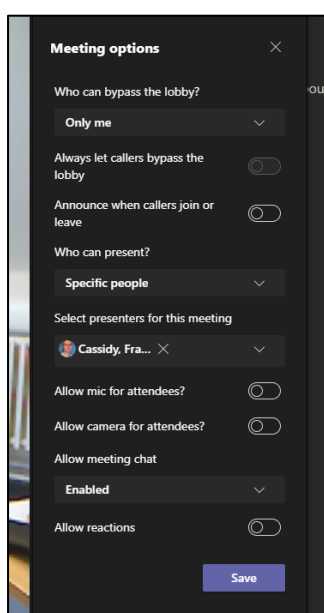 Meeting options
ou
Who can bypass the lobby?
Only me
Always let callers bypass the
lobby
Announce when callers join or
leave
Who can present?
Specific people
Select presenters for this meeting
Cassidy, Fra...
Allow mic for attendees?
Allow camera for attendees?
Allow meeting chat
Enabled
Allow reactions
Save